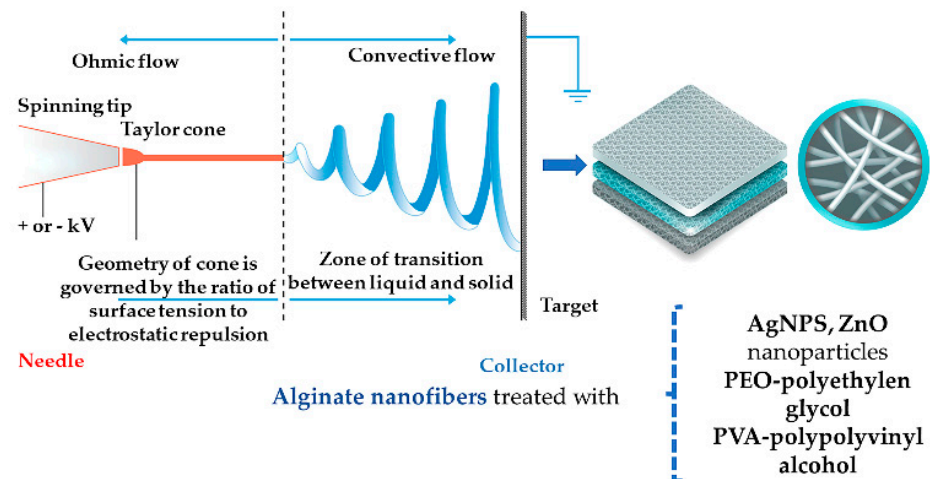 Ohmic flow
Convective flow
Spinning tip
Taylor cone
+ or - kV
Geometry of cone is
governed by the ratio of
surface tension to
electrostatic repulsion
Zone of transition
between liquid and solid
Target
Needle
Collector
Alginate nanofibers treated with
AgNPS, ZnO
nanoparticles
PEO-polyethylen
glycol
PVA-polypolyvinyl
alcohol